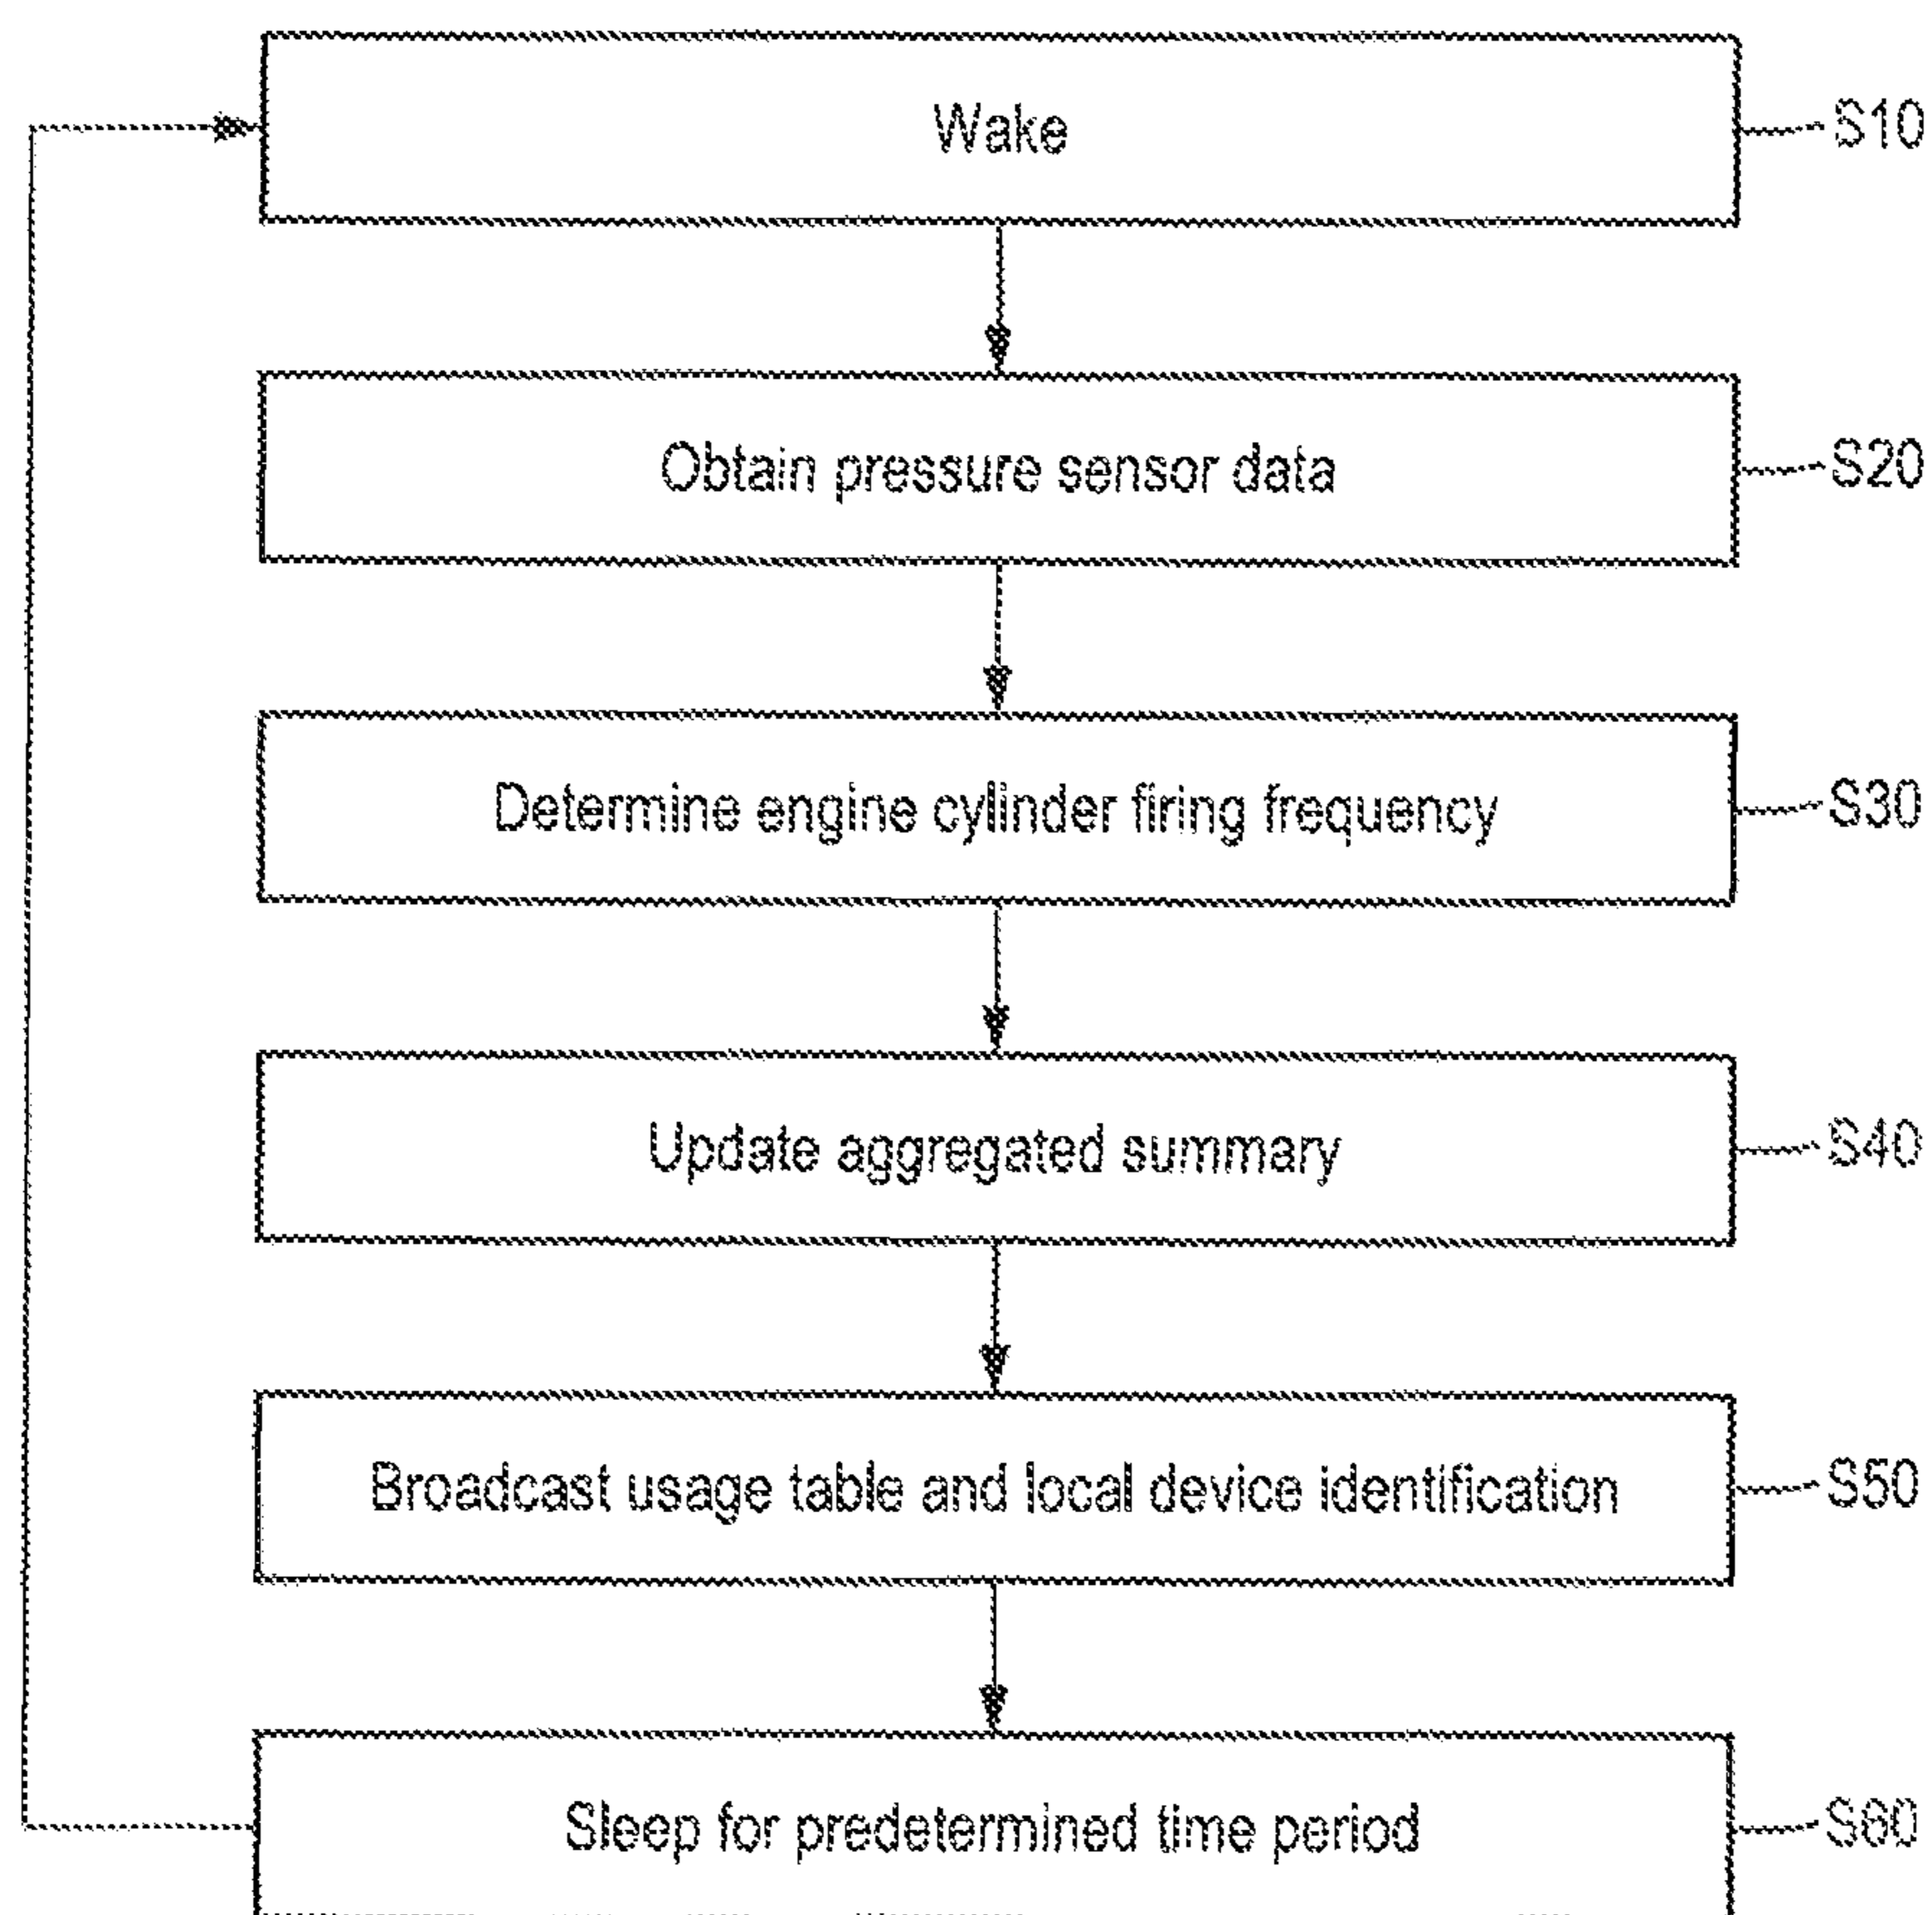 Wake S10
Obtain pressure sensor data S20
Determine engine cylinder firing frequency S30
Update aggregated summary S40
Broadcast usage table and local device identification S50
Sleep for predetermined time period S60